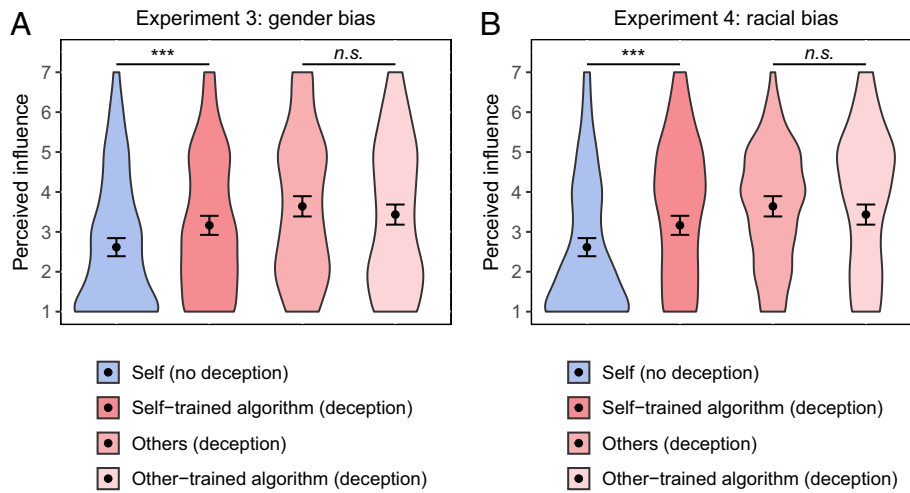 A
Experiment 3: gender bias
Perceived influence
7
6
5
4
3
2
1
***
n.s.
Self (no deception)
Self−trained algorithm (deception)
Others (deception)
Other−trained algorithm (deception)
B
Experiment 4: racial bias
Perceived influence
7
6
5
4
3
2
1
***
n.s.
Self (no deception)
Self−trained algorithm (deception)
Others (deception)
Other−trained algorithm (deception)